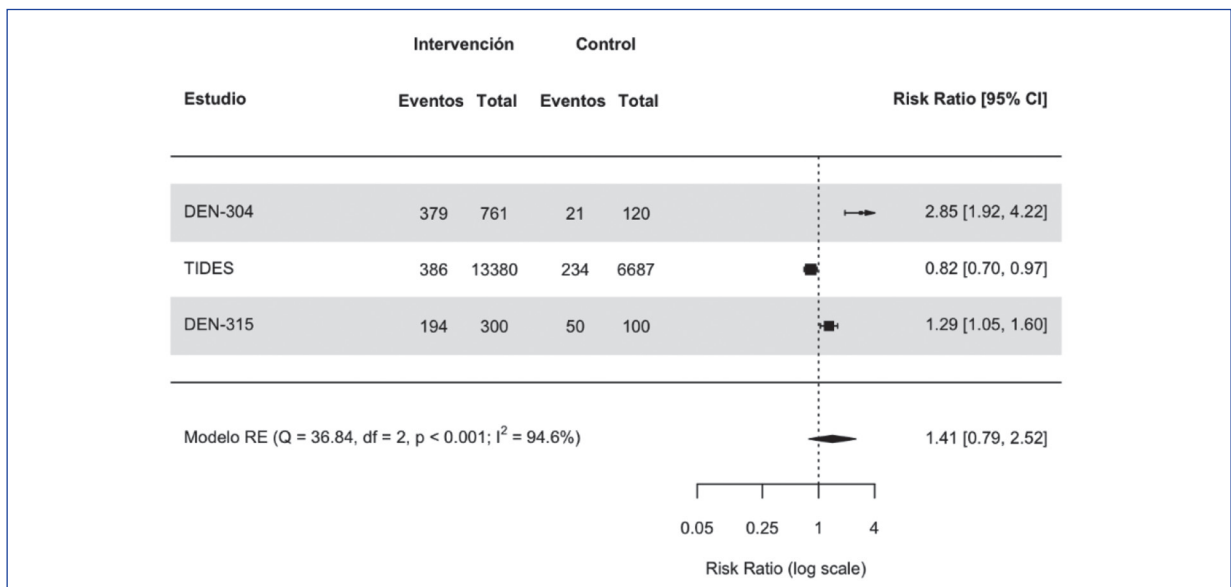 Intervención Control
Estudio Eventos Total Eventos Total Risk Ratio [95% CI]
DEN-304 379 761 21 120 2.85 [1.92, 4.22]
TIDES 386 13380 234 6687 0.82 [0.70, 0.97]
DEN-315 194 300 50 100 1.29 [1.05, 1.60]
Modelo RE (Q = 36.84, df = 2, p < 0.001; I² = 94.6%) 1.41 [0.79, 2.52]
0.05 0.25 1 4
Risk Ratio (log scale)